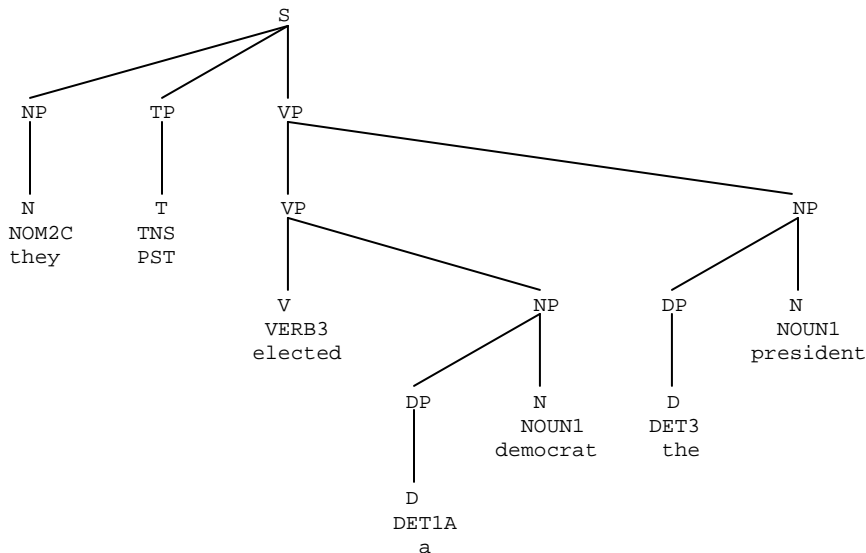 S
NP TP VP
N T VP NP
NOM2C TNS
they PST
V NP DP N
VERB3 NOUN1
elected president
DP N D
NOUN1 DET3
democrat the
D
DET1A
a